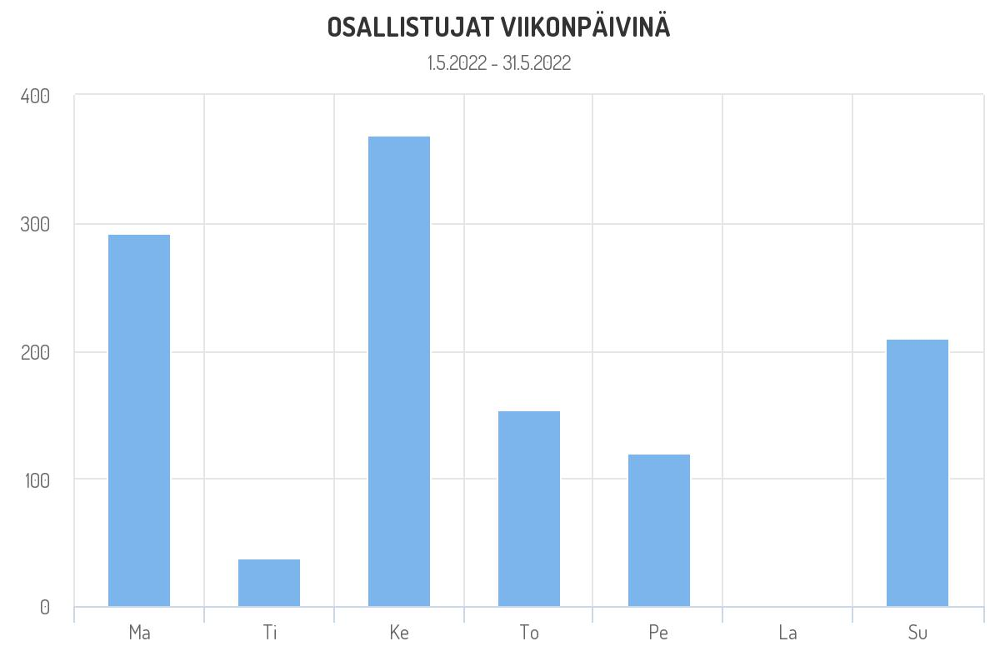 OSALLISTUJAT VIIKONPÄIVINÄ
1.5.2022 - 31.5.2022
400
300
200
100
0
Ma Ti Ke To Pe La Su